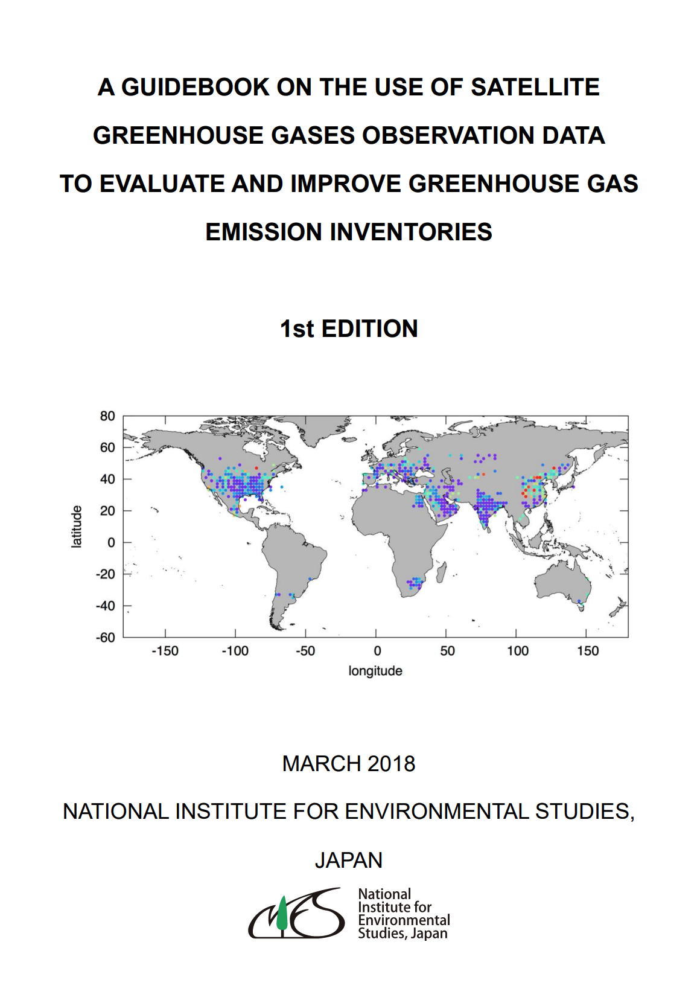 A GUIDEBOOK ON THE USE OF SATELLITE
GREENHOUSE GASES OBSERVATION DATA
TO EVALUATE AND IMPROVE GREENHOUSE GAS
EMISSION INVENTORIES
1st EDITION
80
60
40
20
0
-20
-40
-60
latitude
-150 -100 -50 0 50 100 150
longitude
MARCH 2018
NATIONAL INSTITUTE FOR ENVIRONMENTAL STUDIES,
JAPAN
NIES
National
Institute for
Environmental
Studies, Japan